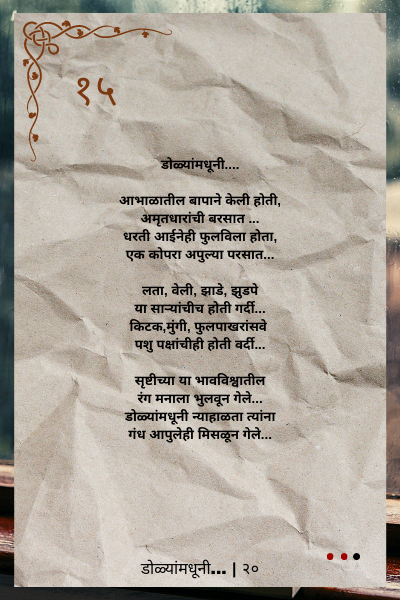 १५
डोळ्यांमधूनी....
आभाळातील बापाने केली होती,
अमृतधारांची बरसात ...
धरती आईनेही फुलविला होता,
एक कोपरा अपुल्या परसात...
लता, वेली, झाडे, झुडपे
या साऱ्यांचीच होती गर्दी...
किटक,मुंगी, फुलपाखरांसवे
पशु पक्षांचीही होती वर्दी...
सृष्टीच्या या भावविश्वातील
रंग मनाला भुलवून गेले...
डोळ्यांमधूनी न्याहाळता त्यांना
गंध आपुलेही मिसळून गेले...
डोळ्यांमधूनी... | २०